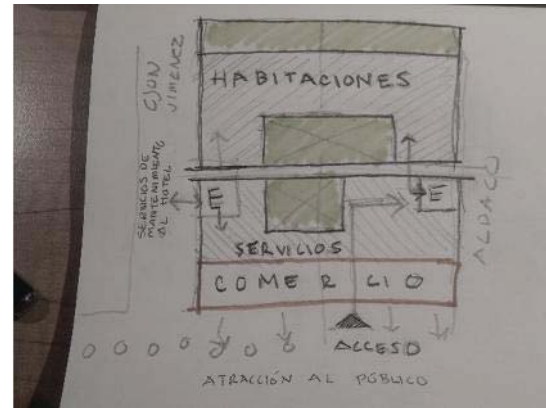 CJON
JIMENEZ
HABITACIONES
SERVICIOS DE
MANTENIMIENTO
AL HOTEL
E
E
ALDACO
SERVICIOS
COMERCIO
ACCESO
ATRACCIÓN AL PÚBLICO